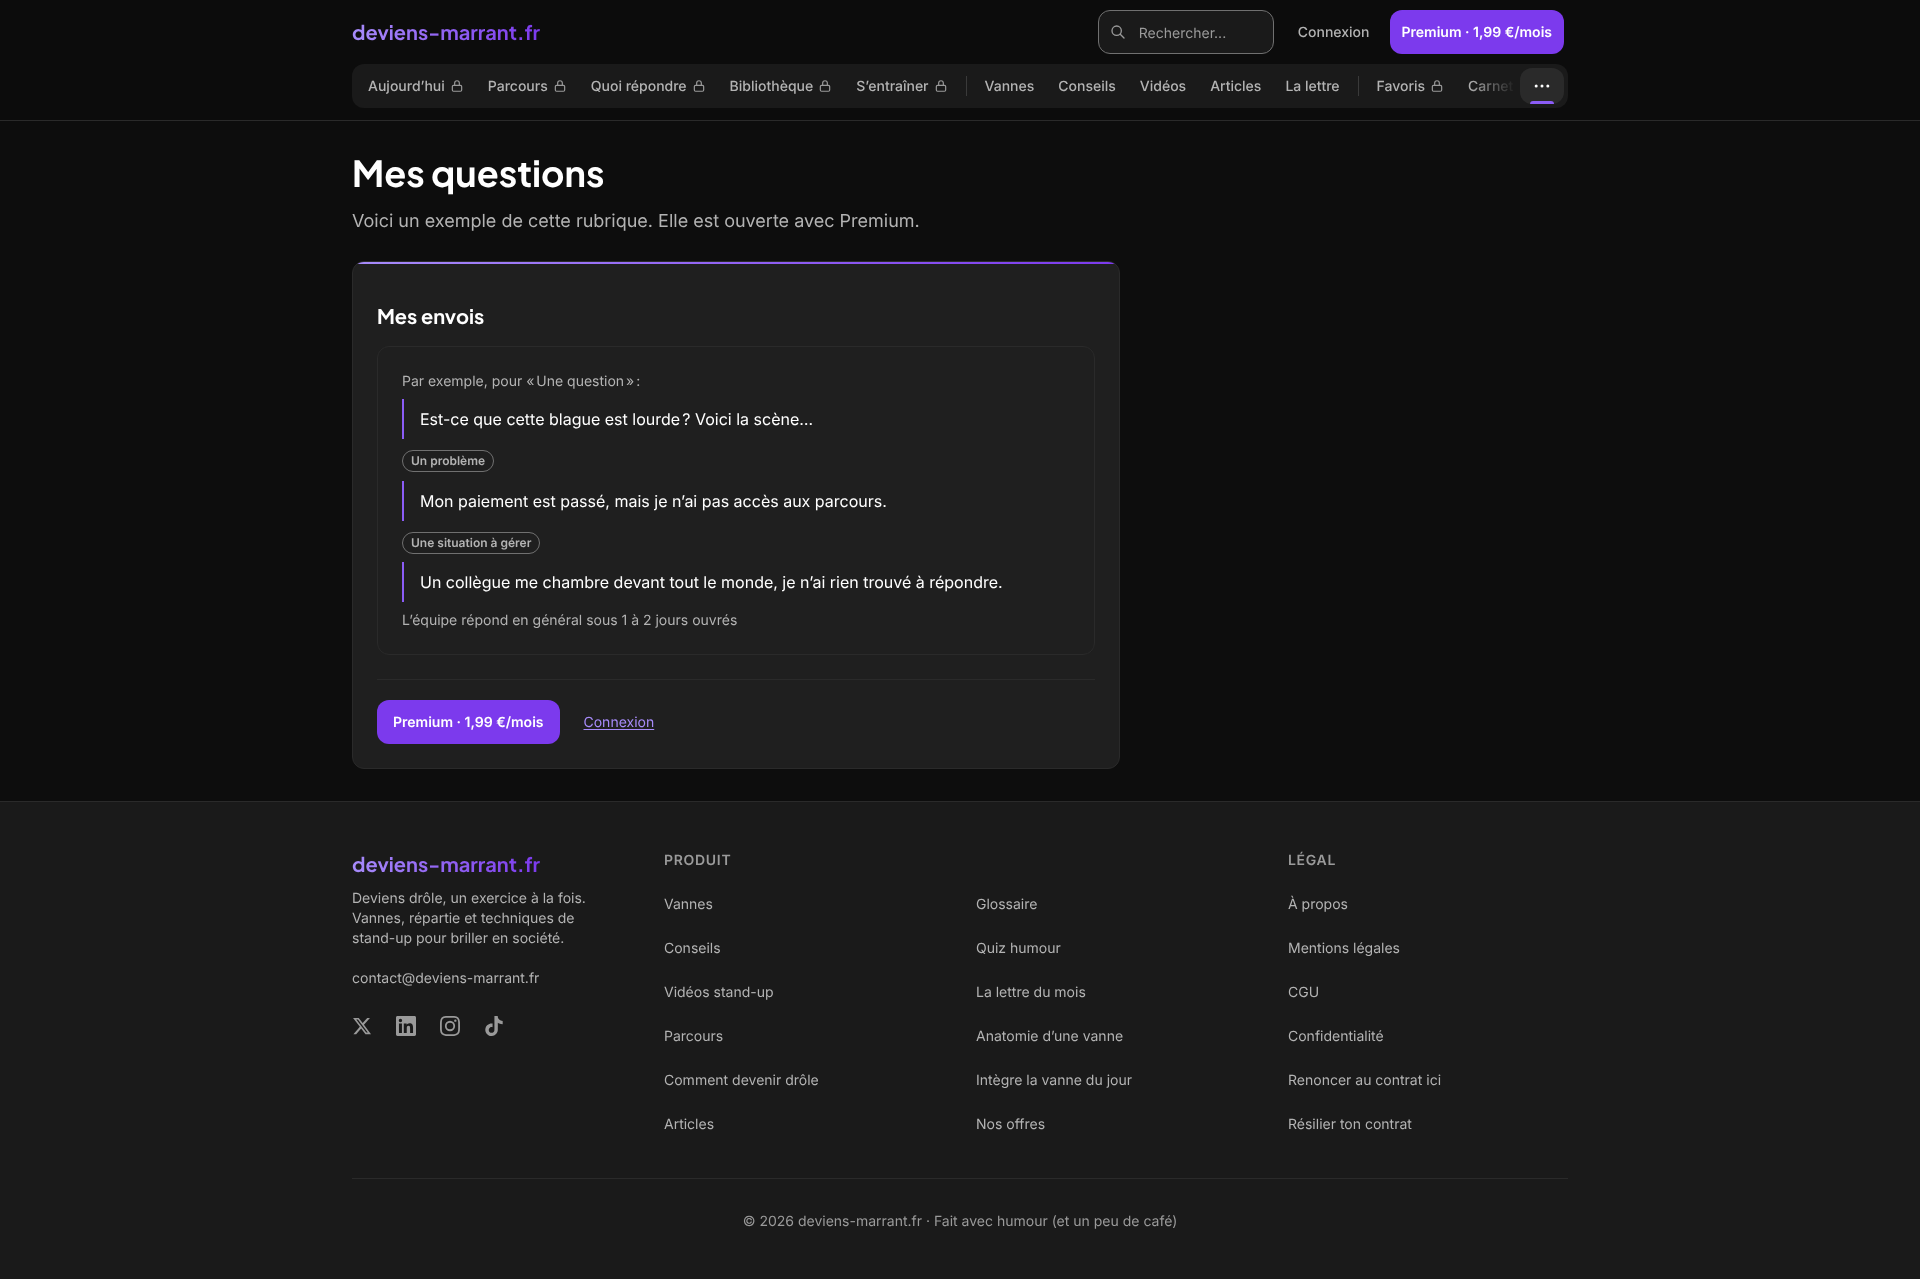 deviens-marrant.fr
Rechercher...
Connexion
Premium · 1,99 €/mois
Aujourd’hui
Parcours
Quoi répondre
Bibliothèque
S’entraîner
Vannes
Conseils
Vidéos
Articles
La lettre
Favoris
Carnet
Mes questions
Voici un exemple de cette rubrique. Elle est ouverte avec Premium.
Mes envois
Par exemple, pour « Une question » :
Est-ce que cette blague est lourde ? Voici la scène…
Un problème
Mon paiement est passé, mais je n’ai pas accès aux parcours.
Une situation à gérer
Un collègue me chambre devant tout le monde, je n’ai rien trouvé à répondre.
L’équipe répond en général sous 1 à 2 jours ouvrés
Premium · 1,99 €/mois
Connexion
deviens-marrant.fr
Deviens drôle, un exercice à la fois.
Vannes, répartie et techniques de
stand-up pour briller en société.
contact@deviens-marrant.fr
PRODUIT
Vannes
Conseils
Vidéos stand-up
Parcours
Comment devenir drôle
Articles
Glossaire
Quiz humour
La lettre du mois
Anatomie d’une vanne
Intègre la vanne du jour
Nos offres
LÉGAL
À propos
Mentions légales
CGU
Confidentialité
Renoncer au contrat ici
Résilier ton contrat
© 2026 deviens-marrant.fr · Fait avec humour (et un peu de café)